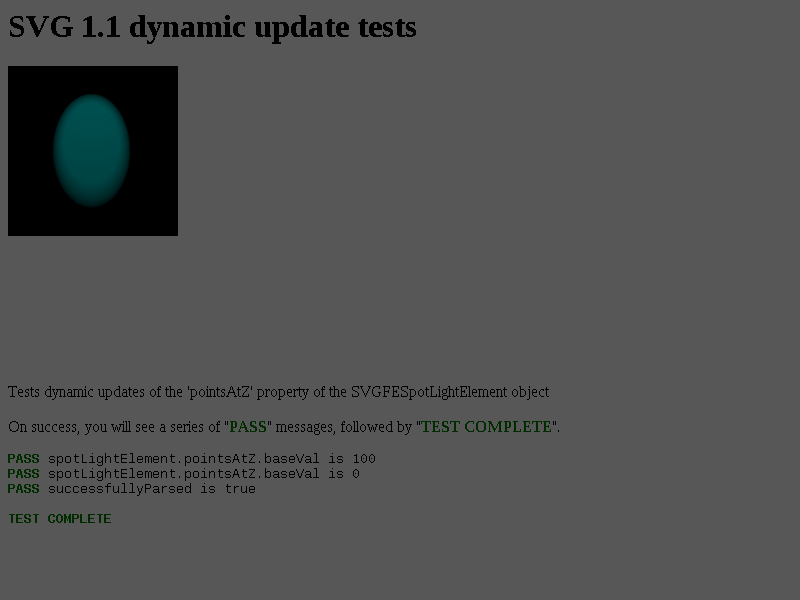 SVG 1.1 dynamic update tests
Tests dynamic updates of the 'pointsAtZ' property of the SVGFESpotLightElement object
On success, you will see a series of "PASS" messages, followed by "TEST COMPLETE".
PASS spotLightElement.pointsAtZ.baseVal is 100
PASS spotLightElement.pointsAtZ.baseVal is 0
PASS successfullyParsed is true
TEST COMPLETE